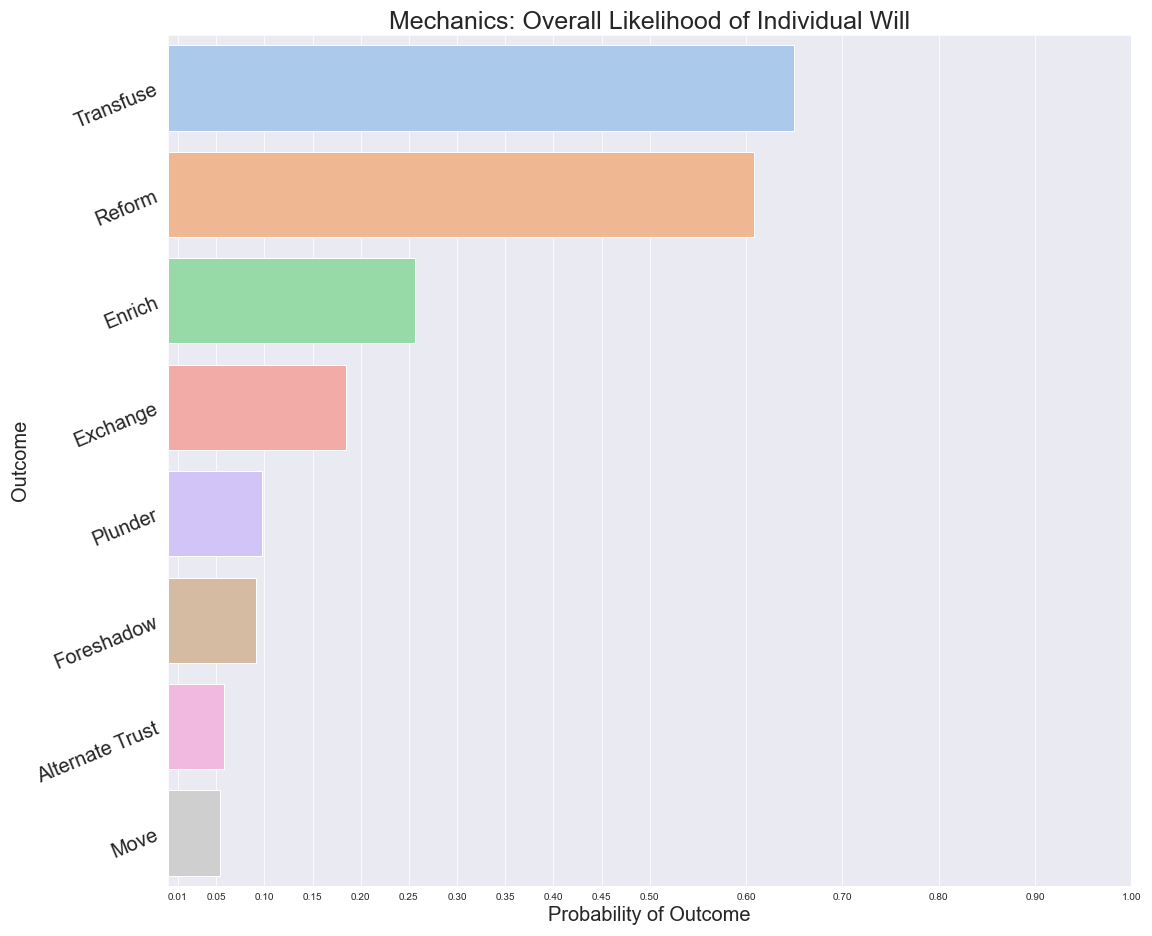 Mechanics: Overall Likelihood of Individual Will
Transfuse
Reform
Enrich
Exchange
Plunder
Foreshadow
Alternate Trust
Move
Outcome
0.01 0.05 0.10 0.15 0.20 0.25 0.30 0.35 0.40 0.45 0.50 0.60 0.70 0.80 0.90 1.00
Probability of Outcome